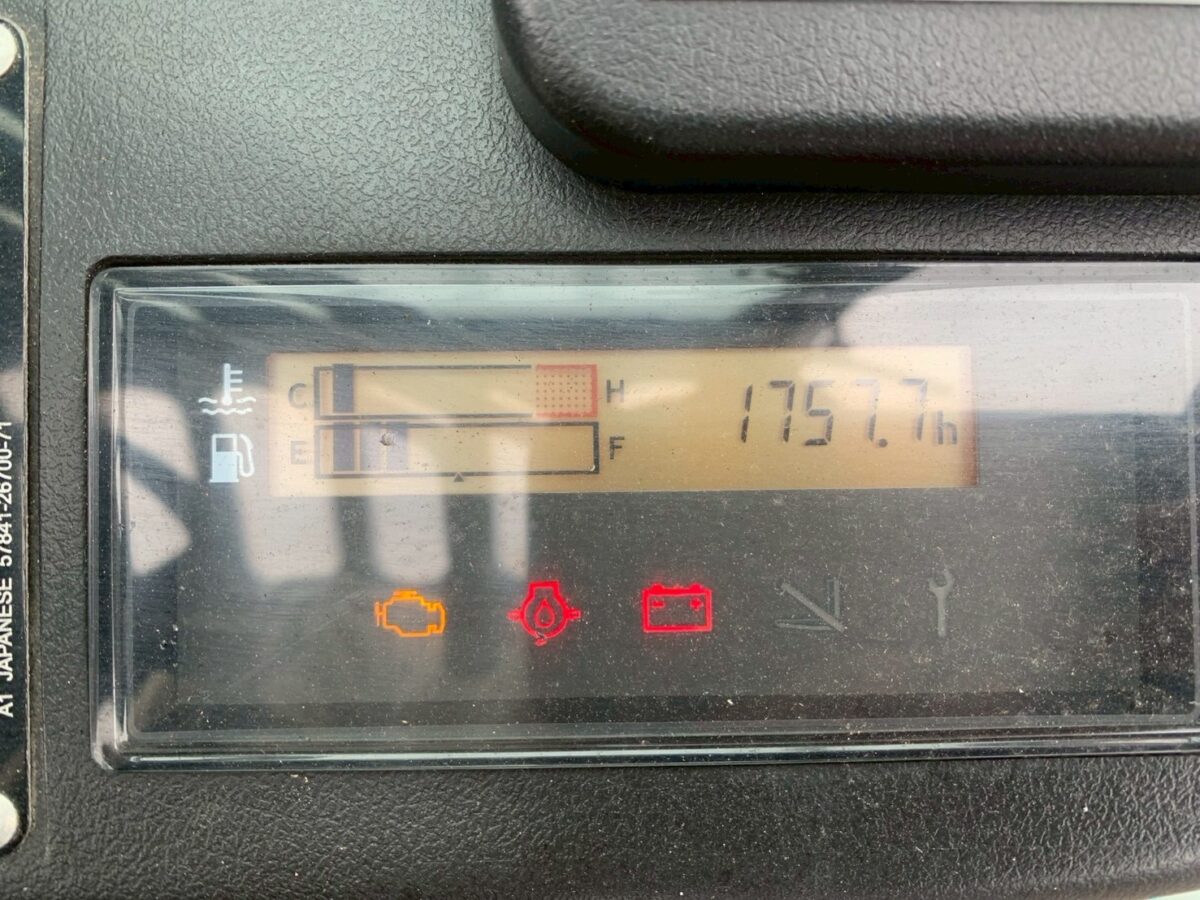 C H
1757.7h
E F
A1 JAPANESE 57841-26700-71